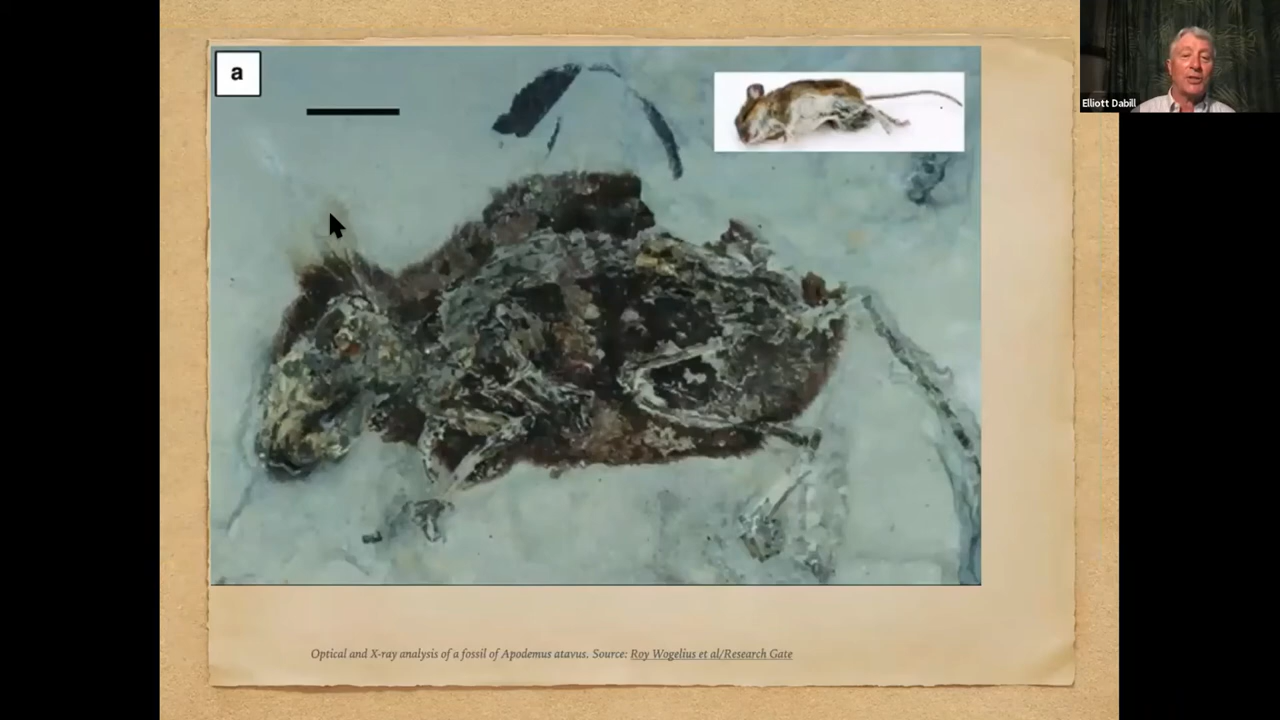 a
Elliott Dabill
Optical and X-ray analysis of a fossil of Apodemus atavus. Source: Roy Wogelius et al/Research Gate